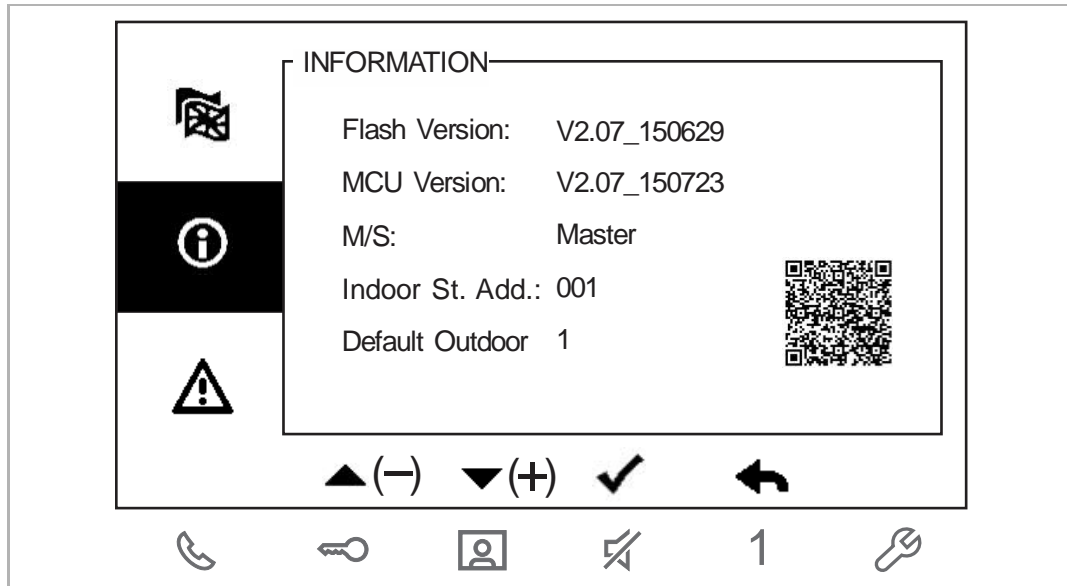 INFORMATION
Flash Version: V2.07_150629
MCU Version: V2.07_150723
M/S: Master
Indoor St. Add.: 001
Default Outdoor 1
(−) (+)
1